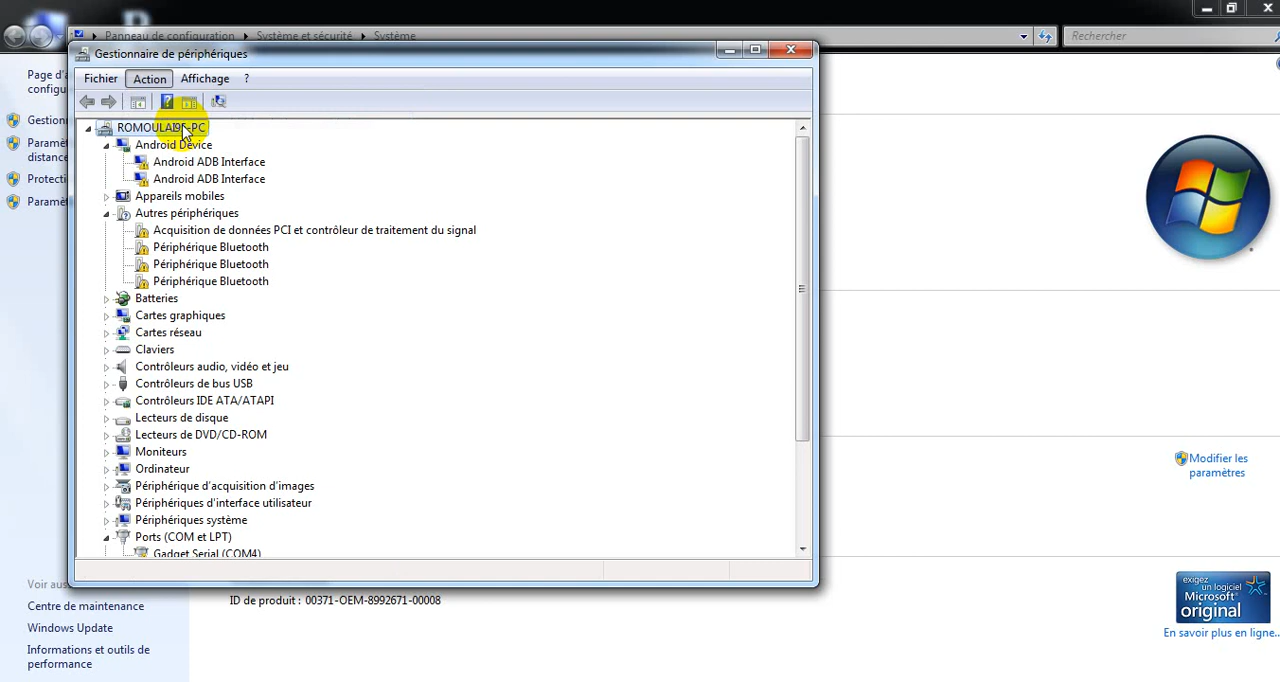 Panneau de configuration Système et sécurité Système
Rechercher
Gestionnaire de périphériques
Fichier Action Affichage ?
Page d'a
configu
Gestionn
Paramèt
distance
Protecti
Paramèt
Android Device
Android ADB Interface
Android ADB Interface
Appareils mobiles
Autres périphériques
Acquisition de données PCI et contrôleur de traitement du signal
Périphérique Bluetooth
Périphérique Bluetooth
Périphérique Bluetooth
Batteries
Cartes graphiques
Cartes réseau
Claviers
Contrôleurs audio, vidéo et jeu
Contrôleurs de bus USB
Contrôleurs IDE ATA/ATAPI
Lecteurs de disque
Lecteurs de DVD/CD-ROM
Moniteurs
Ordinateur
Périphérique d'acquisition d'images
Périphériques d'interface utilisateur
Périphériques système
Ports (COM et LPT)
Gadget Serial (COM4)
Modifier les
paramètres
Voir aus
Centre de maintenance
Windows Update
Informations et outils de
performance
ID de produit : 00371-OEM-8992671-00008
exigez
un logiciel
Microsoft
original
En savoir plus en ligne...